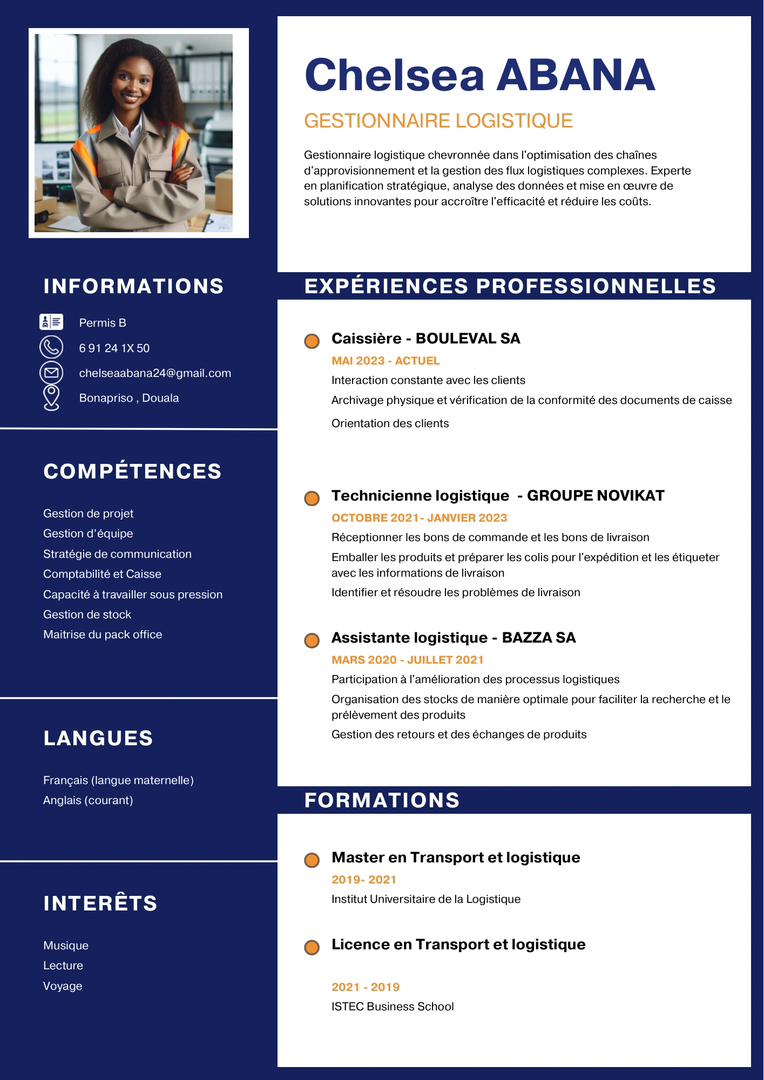 Chelsea ABANA
GESTIONNAIRE LOGISTIQUE
Gestionnaire logistique chevronnée dans l'optimisation des chaînes
d'approvisionnement et la gestion des flux logistiques complexes. Experte
en planification stratégique, analyse des données et mise en œuvre de
solutions innovantes pour accroître l'efficacité et réduire les coûts.
INFORMATIONS
Permis B
6 91 24 1X 50
chelseaabana24@gmail.com
Bonapriso , Douala
COMPÉTENCES
Gestion de projet
Gestion d'équipe
Stratégie de communication
Comptabilité et Caisse
Capacité à travailler sous pression
Gestion de stock
Maitrise du pack office
LANGUES
Français (langue maternelle)
Anglais (courant)
INTERÊTS
Musique
Lecture
Voyage
EXPÉRIENCES PROFESSIONNELLES
Caissière - BOULEVAL SA
MAI 2023 - ACTUEL
Interaction constante avec les clients
Archivage physique et vérification de la conformité des documents de caisse
Orientation des clients
Technicienne logistique - GROUPE NOVIKAT
OCTOBRE 2021- JANVIER 2023
Réceptionner les bons de commande et les bons de livraison
Emballer les produits et préparer les colis pour l'expédition et les étiqueter
avec les informations de livraison
Identifier et résoudre les problèmes de livraison
Assistante logistique - BAZZA SA
MARS 2020 - JUILLET 2021
Participation à l'amélioration des processus logistiques
Organisation des stocks de manière optimale pour faciliter la recherche et le
prélèvement des produits
Gestion des retours et des échanges de produits
FORMATIONS
Master en Transport et logistique
2019- 2021
Institut Universitaire de la Logistique
Licence en Transport et logistique
2021 - 2019
ISTEC Business School